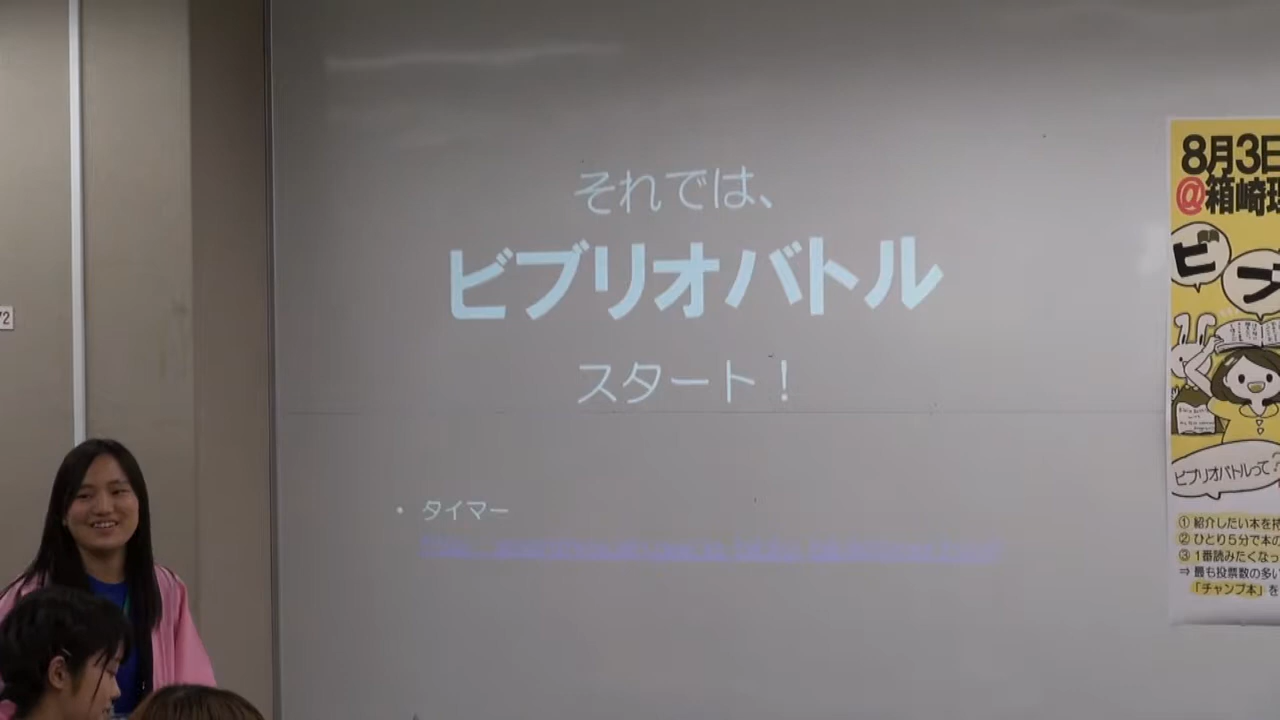 それでは、
ビブリオバトル
スタート！
• タイマー
8月3日
@箱崎理
ビブ
ビブリオバトルって?
① 紹介したい本を持
② ひとり5分で本の
③ 1番読みたくなっ
⇒ 最も投票数の多い
「チャンプ本」を